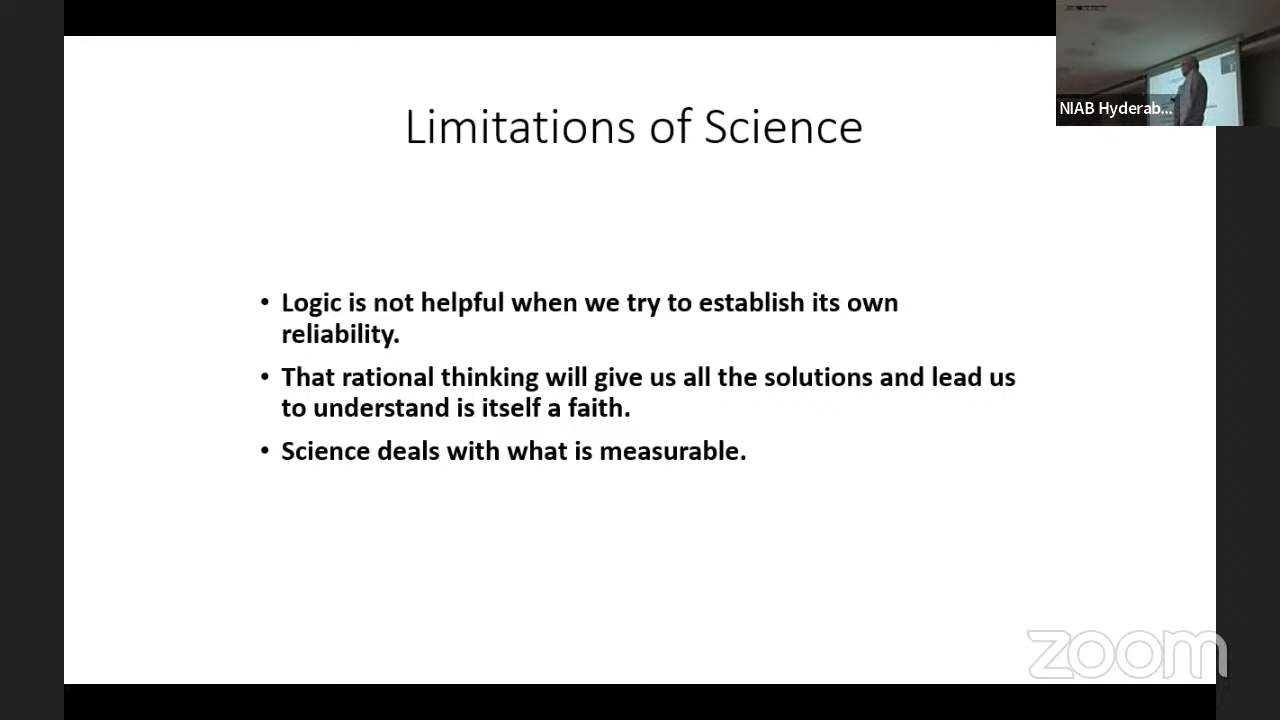 Limitations of Science
NIAB Hyderab...
• Logic is not helpful when we try to establish its own
reliability.
• That rational thinking will give us all the solutions and lead us
to understand is itself a faith.
• Science deals with what is measurable.
zoom